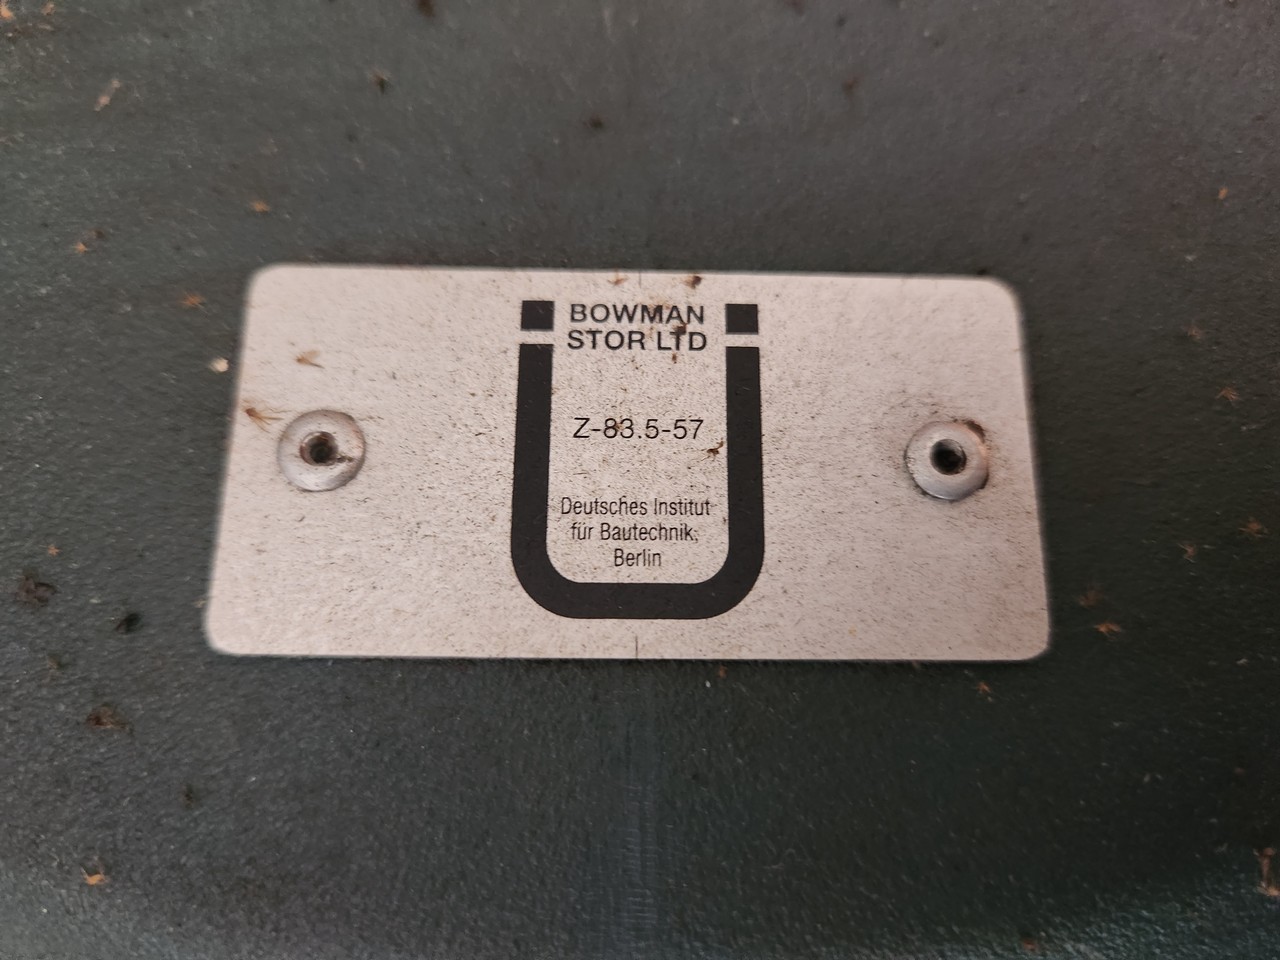 BOWMAN
STOR LTD
Z-83.5-57
Deutsches Institut
für Bautechnik,
Berlin